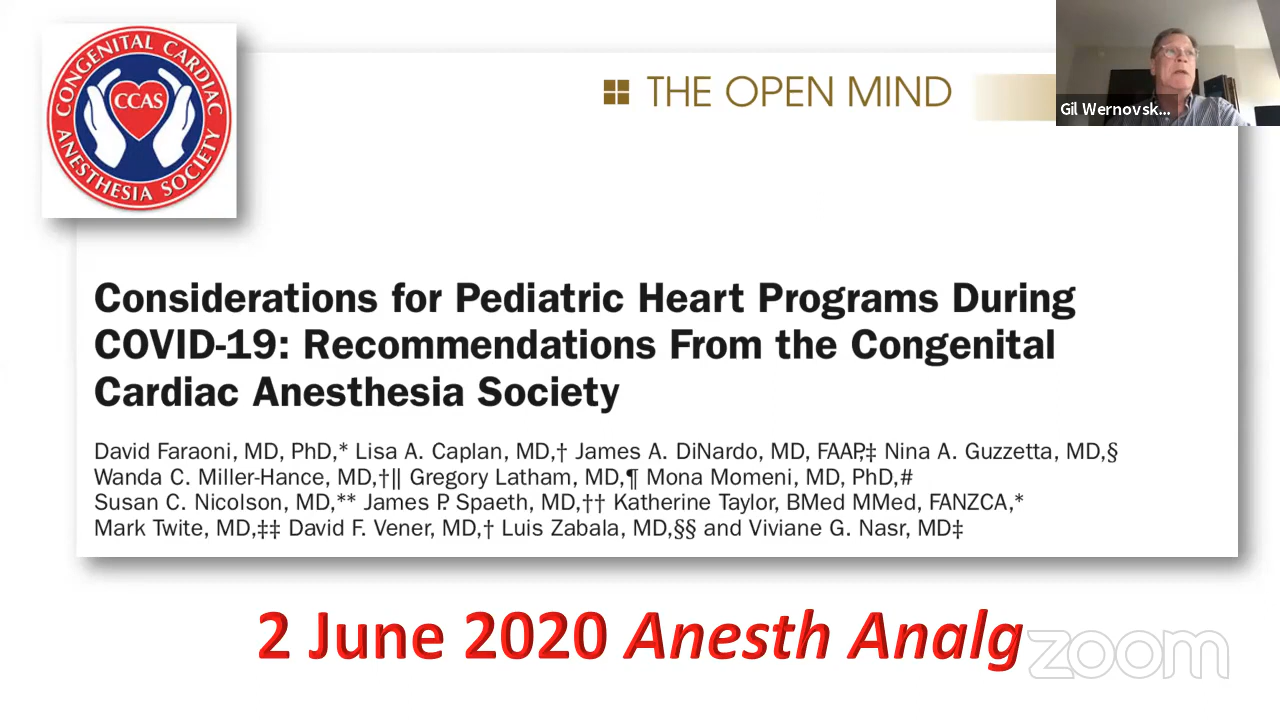 CONGENITAL CARDIAC
CCAS
ANESTHESIA SOCIETY
THE OPEN MIND
Gil Wernovsk...
Considerations for Pediatric Heart Programs During
COVID-19: Recommendations From the Congenital
Cardiac Anesthesia Society
David Faraoni, MD, PhD,* Lisa A. Caplan, MD,† James A. DiNardo, MD, FAAP,‡ Nina A. Guzzetta, MD,§
Wanda C. Miller-Hance, MD,†‖ Gregory Latham, MD,¶ Mona Momeni, MD, PhD,#
Susan C. Nicolson, MD,** James P. Spaeth, MD,†† Katherine Taylor, BMed MMed, FANZCA,*
Mark Twite, MD,‡‡ David F. Vener, MD,† Luis Zabala, MD,§§ and Viviane G. Nasr, MD‡
2 June 2020 Anesth Analg
zoom